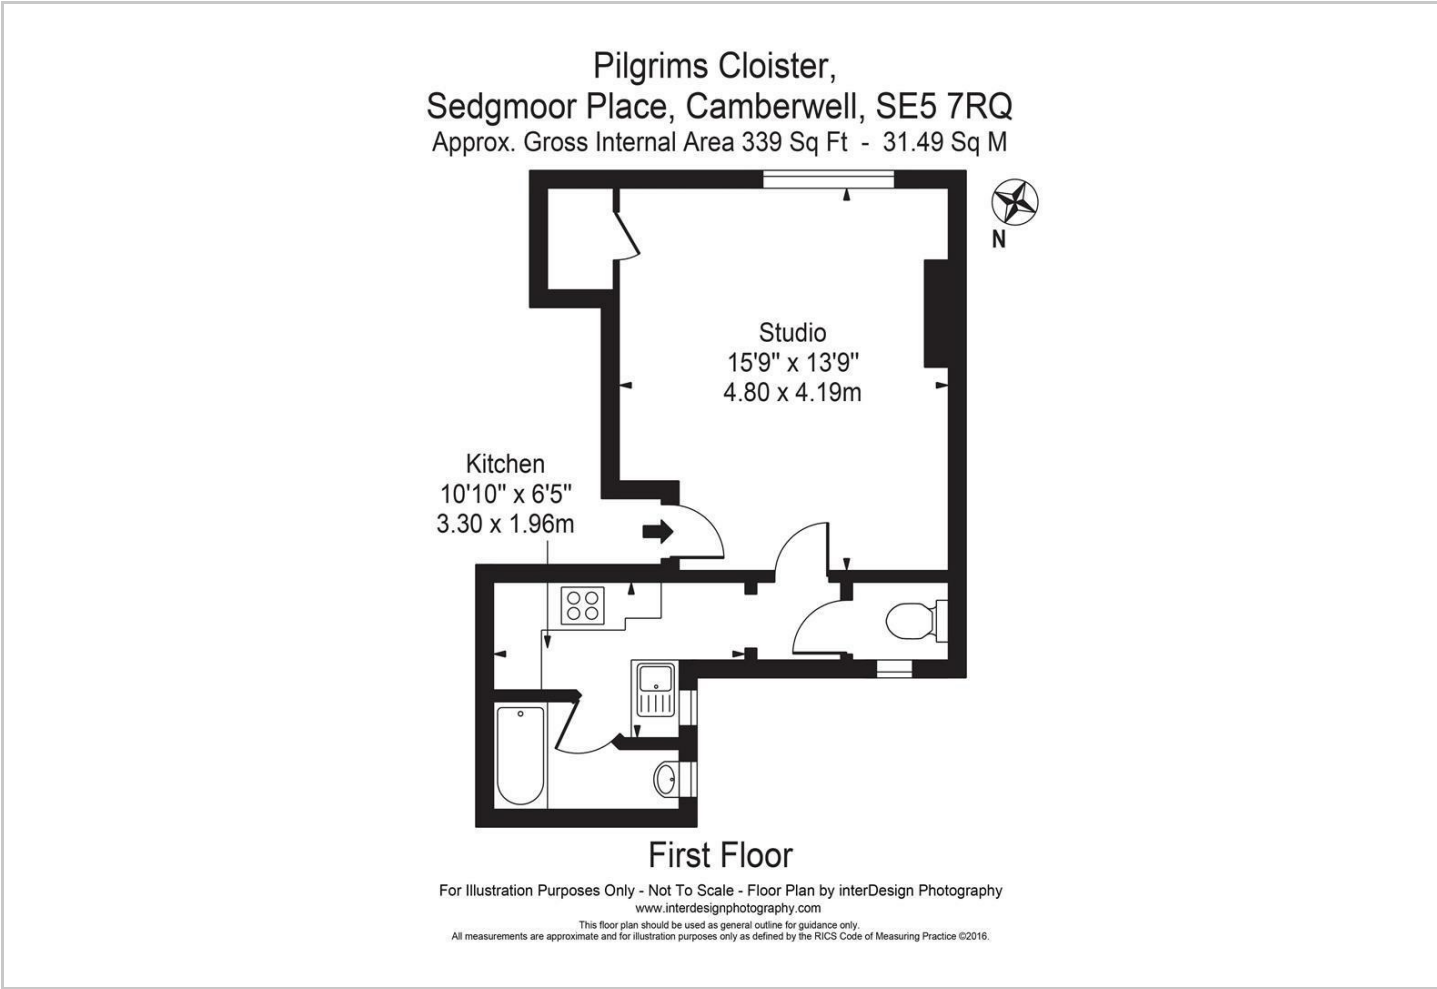 Pilgrims Cloister,
Sedgmoor Place, Camberwell, SE5 7RQ
Approx. Gross Internal Area 339 Sq Ft - 31.49 Sq M
N
Studio
15'9" x 13'9"
4.80 x 4.19m
Kitchen
10'10" x 6'5"
3.30 x 1.96m
First Floor
For Illustration Purposes Only - Not To Scale - Floor Plan by interDesign Photography
www.interdesignphotography.com
This floor plan should be used as general outline for guidance only.
All measurements are approximate and for illustration purposes only as defined by the RICS Code of Measuring Practice ©2016.